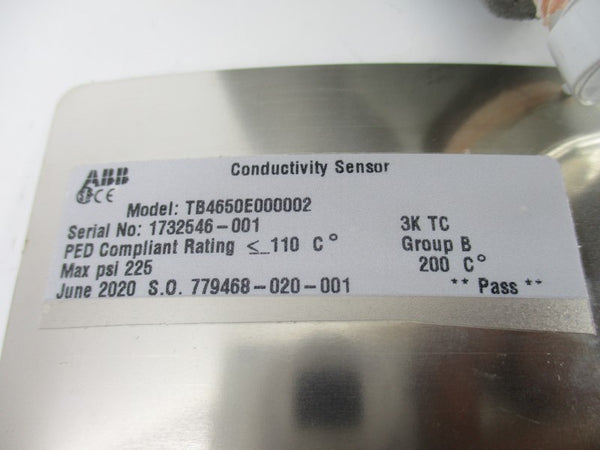 ABB
CE
Conductivity Sensor
Model: TB4650E000002
Serial No: 1732546-001 3K TC
PED Compliant Rating ≤ 110 C° Group B
Max psi 225 200 C°
June 2020 S.O. 779468-020-001 ** Pass **